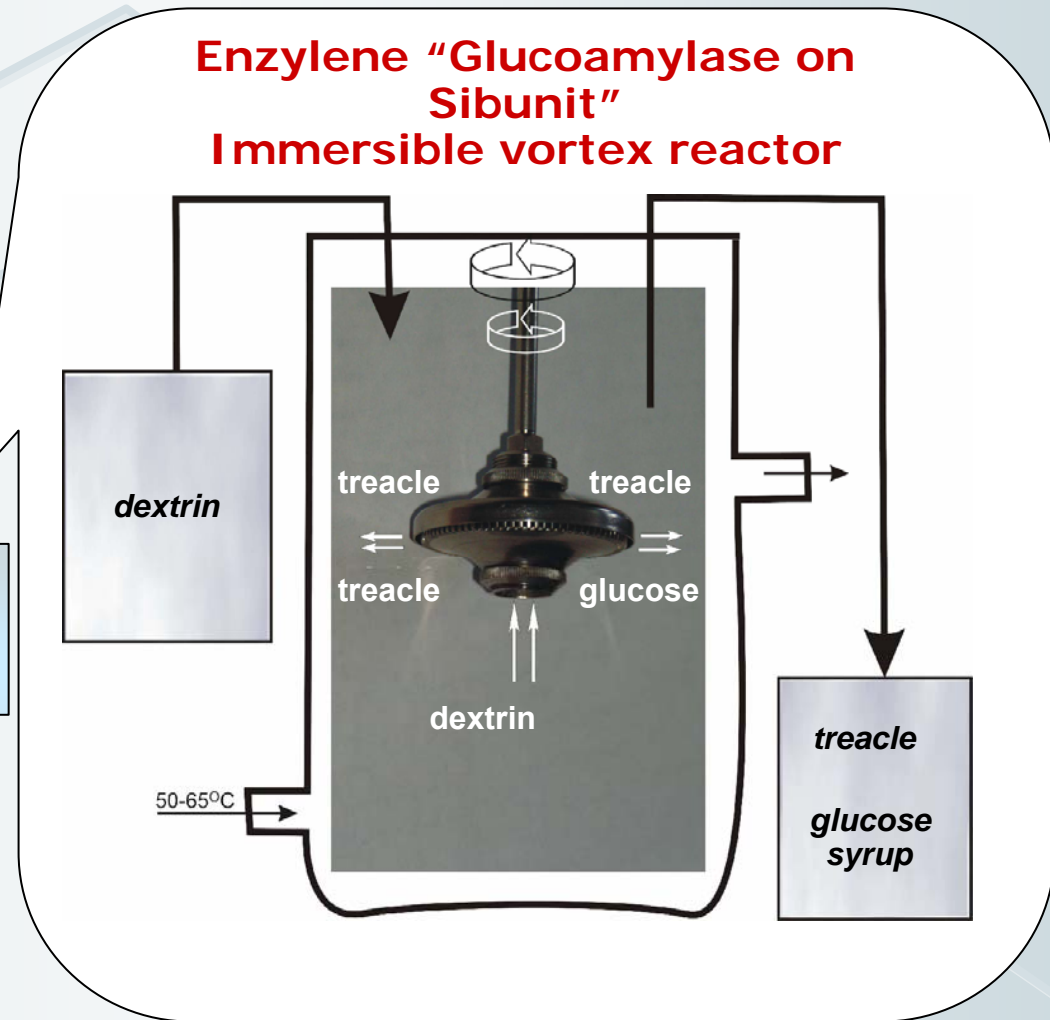 Enzylene “Glucoamylase on
Sibunit”
Immersible vortex reactor
dextrin
treacle treacle
treacle glucose
dextrin
50-65ºC
treacle
glucose
syrup